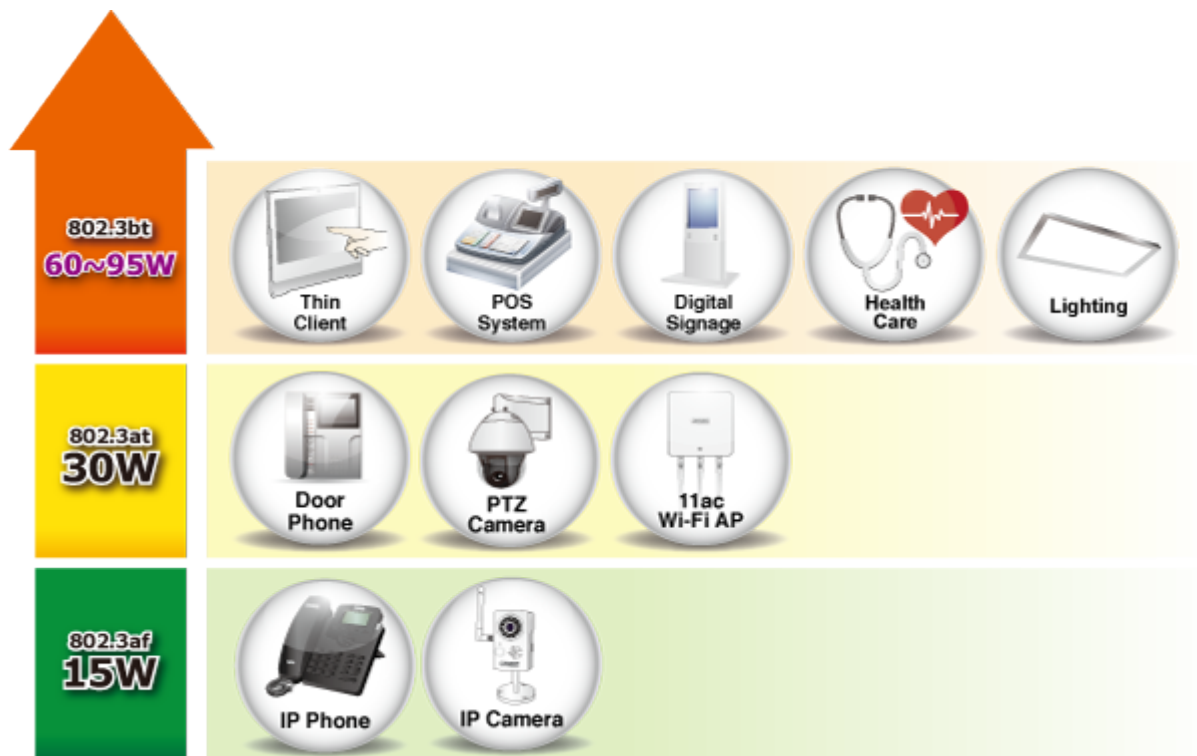 802.3bt
60~95W
Thin
Client
POS
System
Digital
Signage
Health
Care
Lighting
802.3at
30W
Door
Phone
PTZ
Camera
11ac
Wi-Fi AP
802.3af
15W
IP Phone
IP Camera